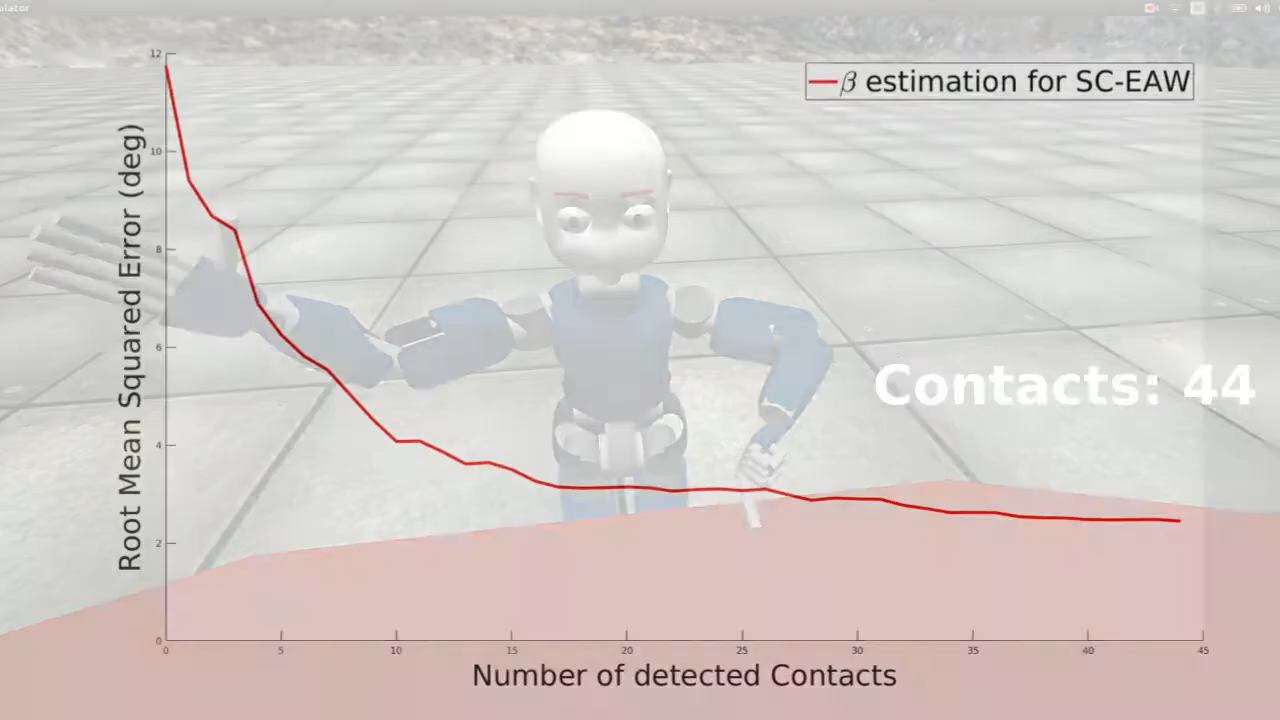 ulator
β estimation for SC-EAW
Root Mean Squared Error (deg)
12
10
8
6
4
2
0
Contacts: 44
0 5 10 15 20 25 30 35 40 45
Number of detected Contacts